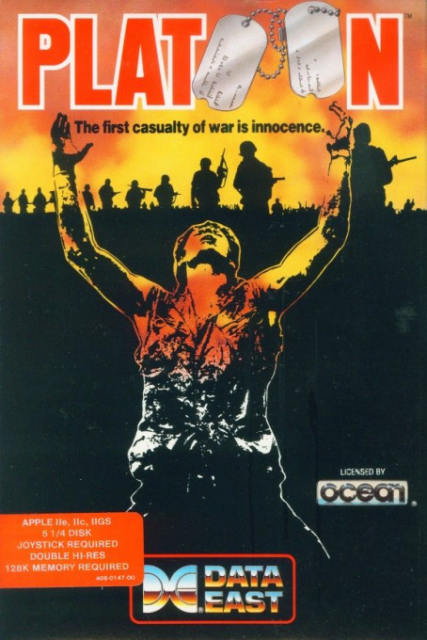 PLATOON
™
The first casualty of war is innocence.
LICENSED BY
ocean
®
APPLE IIe, IIc, IIGS
5 1/4 DISK
JOYSTICK REQUIRED
DOUBLE HI-RES
128K MEMORY REQUIRED
DATA
EAST